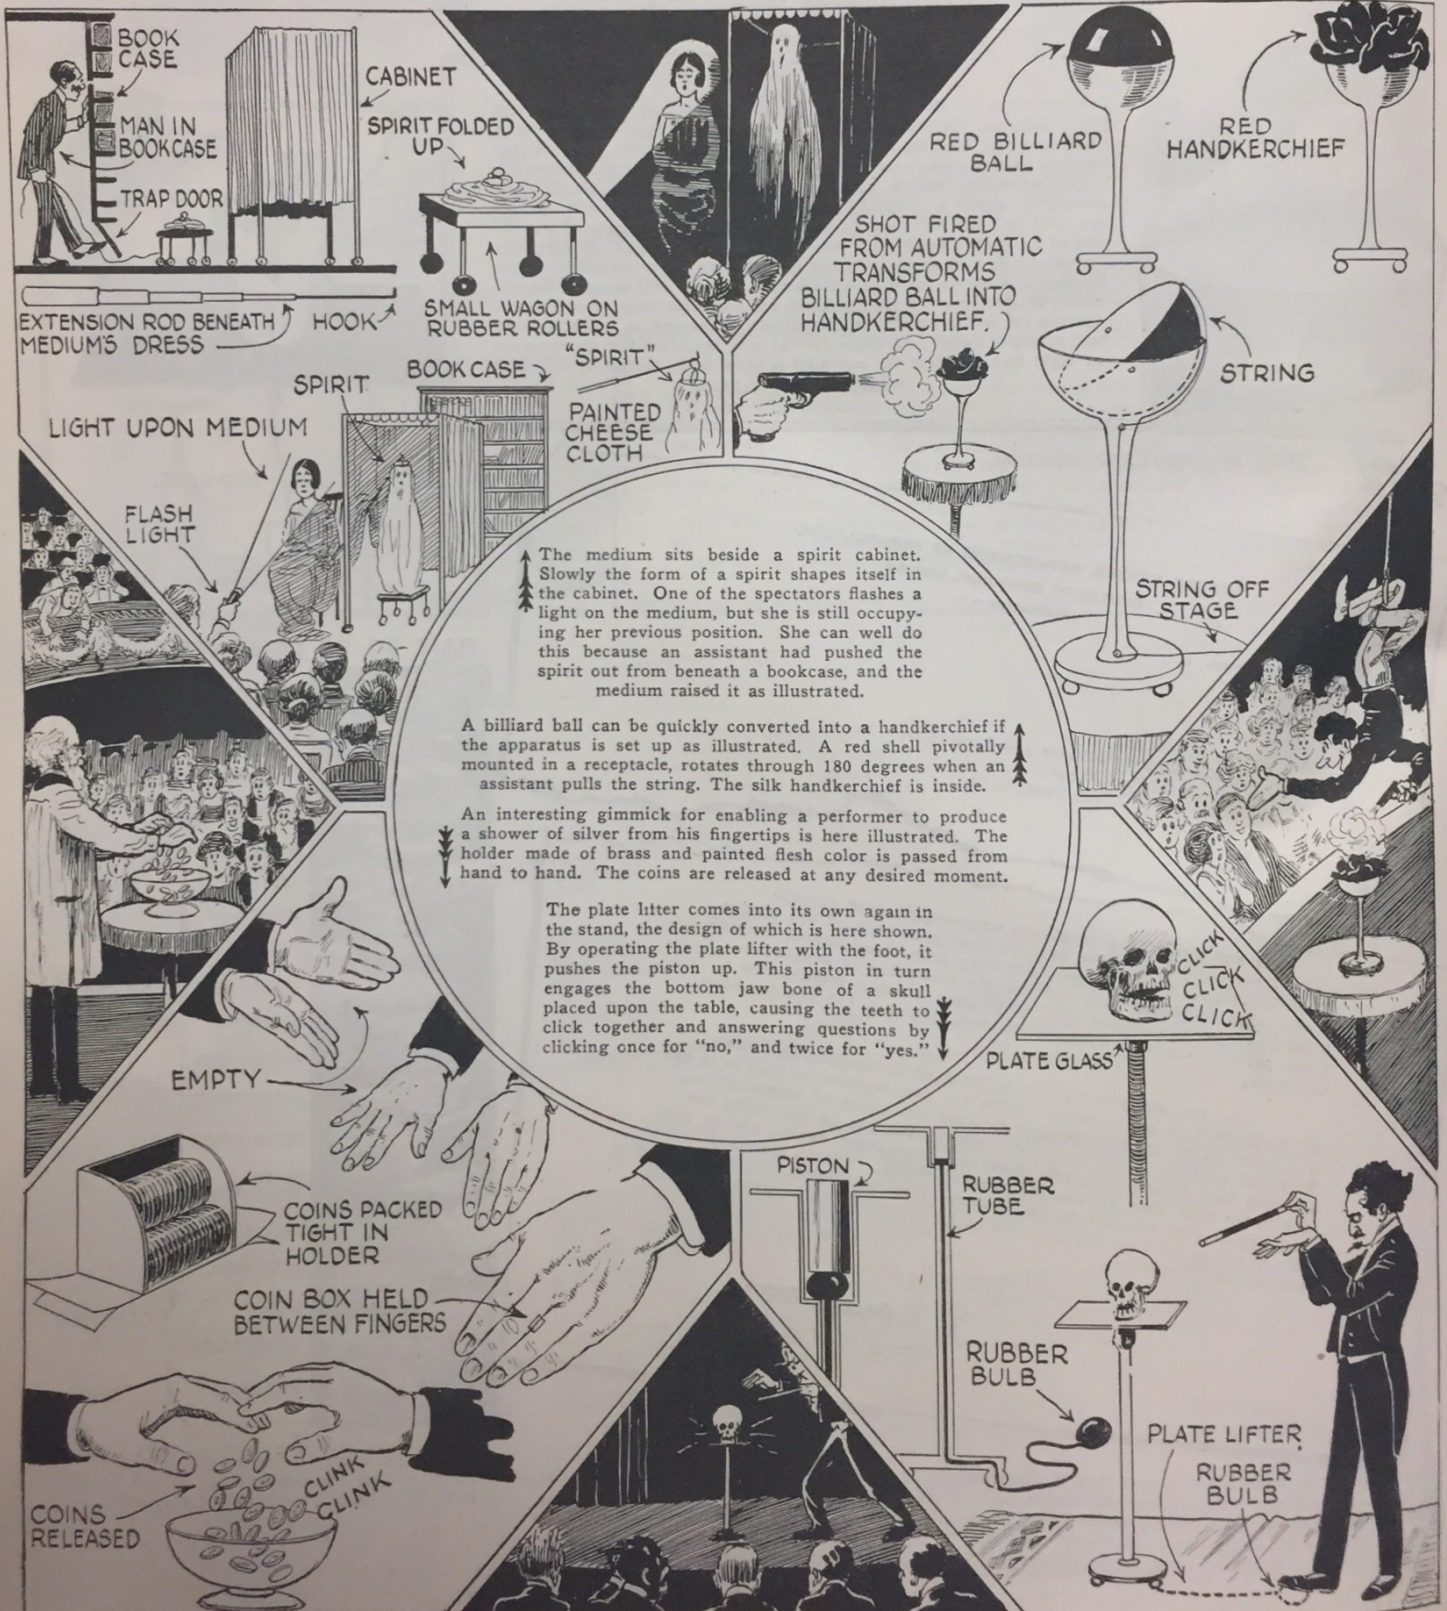 BOOK
CASE
MAN IN
BOOKCASE
TRAP DOOR
CABINET
SPIRIT FOLDED
UP
EXTENSION ROD BENEATH
MEDIUM'S DRESS
HOOK
SMALL WAGON ON
RUBBER ROLLERS
SPIRIT
BOOK CASE
"SPIRIT"
PAINTED
CHEESE
CLOTH
LIGHT UPON MEDIUM
FLASH
LIGHT
RED BILLIARD
BALL
RED
HANDKERCHIEF
SHOT FIRED
FROM AUTOMATIC
TRANSFORMS
BILLIARD BALL INTO
HANDKERCHIEF.
STRING
STRING OFF
STAGE
The medium sits beside a spirit cabinet.
Slowly the form of a spirit shapes itself in
the cabinet. One of the spectators flashes a
light on the medium, but she is still occupy-
ing her previous position. She can well do
this because an assistant had pushed the
spirit out from beneath a bookcase, and the
medium raised it as illustrated.
A billiard ball can be quickly converted into a handkerchief if
the apparatus is set up as illustrated. A red shell pivotally
mounted in a receptacle, rotates through 180 degrees when an
assistant pulls the string. The silk handkerchief is inside.
An interesting gimmick for enabling a performer to produce
a shower of silver from his fingertips is here illustrated. The
holder made of brass and painted flesh color is passed from
hand to hand. The coins are released at any desired moment.
The plate litter comes into its own again in
the stand, the design of which is here shown.
By operating the plate lifter with the foot, it
pushes the piston up. This piston in turn
engages the bottom jaw bone of a skull
placed upon the table, causing the teeth to
click together and answering questions by
clicking once for "no," and twice for "yes."
EMPTY
COINS PACKED
TIGHT IN
HOLDER
COIN BOX HELD
BETWEEN FINGERS
CLINK
CLINK
COINS
RELEASED
CLICK
CLICK
CLICK
PLATE GLASS
PISTON
RUBBER
TUBE
RUBBER
BULB
PLATE LIFTER
RUBBER
BULB